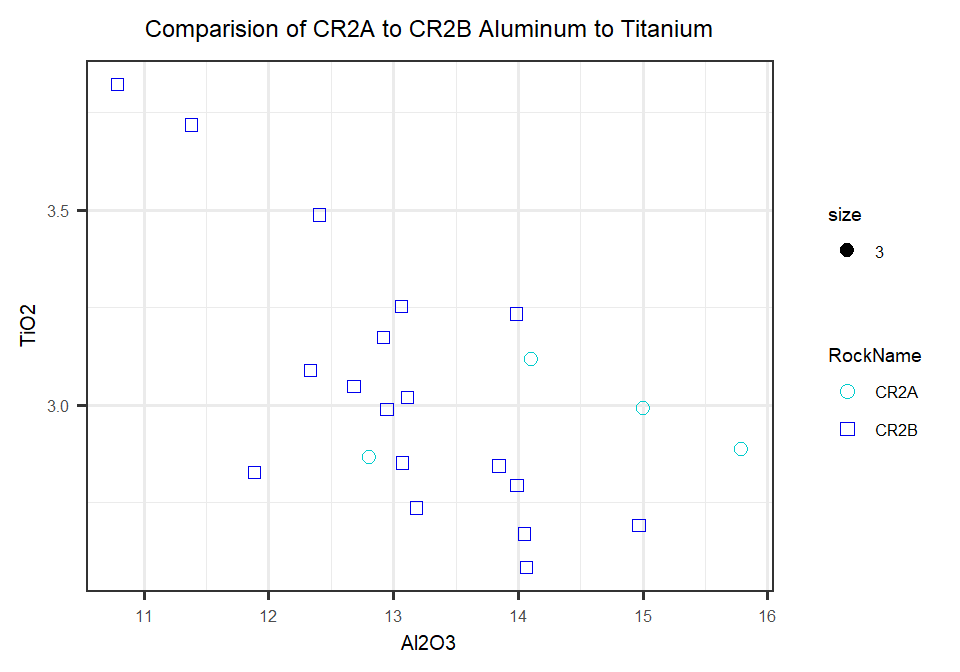 Comparision of CR2A to CR2B Aluminum to Titanium
3.5
3.0
TiO2
11 12 13 14 15 16
Al2O3
size
3
RockName
CR2A
CR2B